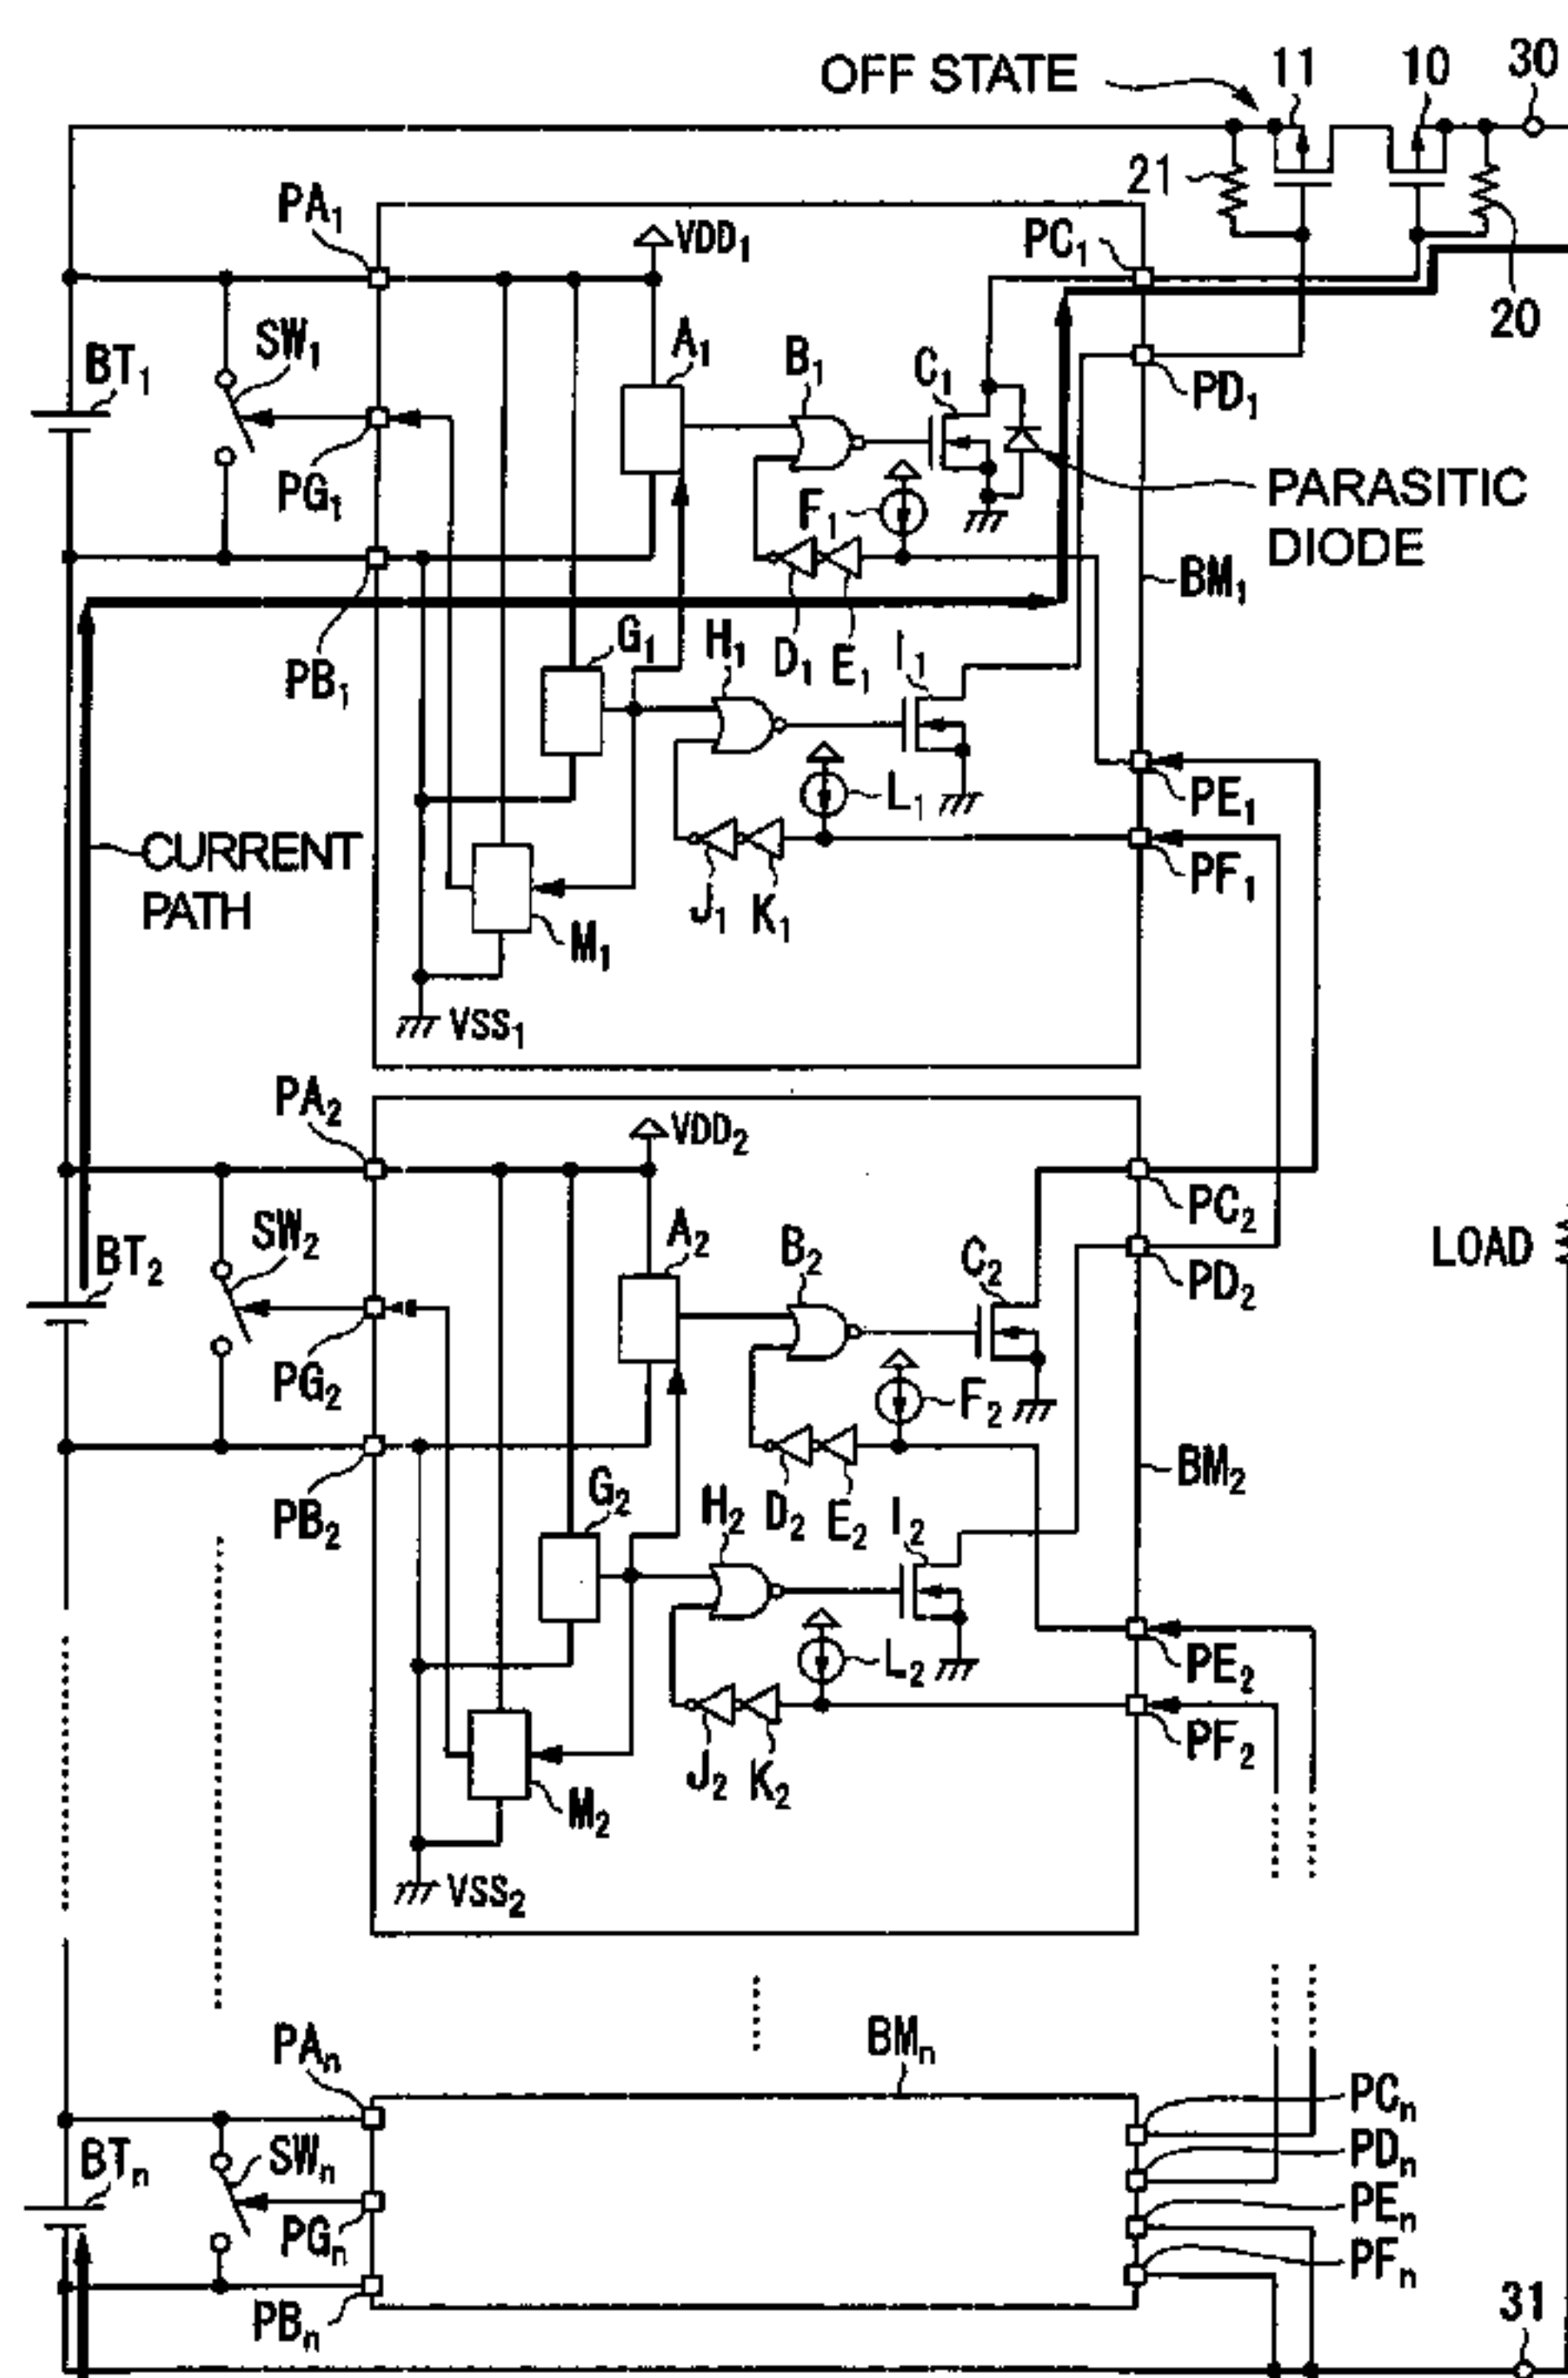 OFF STATE
11
10
30
21
20
PA₁
VDD₁
PC₁
SW₁
A₁
B₁
C₁
PD₁
BT₁
PG₁
F₁
PARASITIC
DIODE
BM₁
PB₁
G₁
H₁
D₁
E₁
I₁
L₁
PE₁
PF₁
CURRENT
PATH
J₁
K₁
M₁
VSS₁
PA₂
VDD₂
PC₂
SW₂
A₂
B₂
C₂
PD₂
LOAD
BT₂
PG₂
F₂
BM₂
PB₂
G₂
H₂
D₂
E₂
I₂
L₂
PE₂
PF₂
J₂
K₂
M₂
VSS₂
PAₙ
BMₙ
PCₙ
BTₙ
SWₙ
PDₙ
PGₙ
PEₙ
PFₙ
PBₙ
31